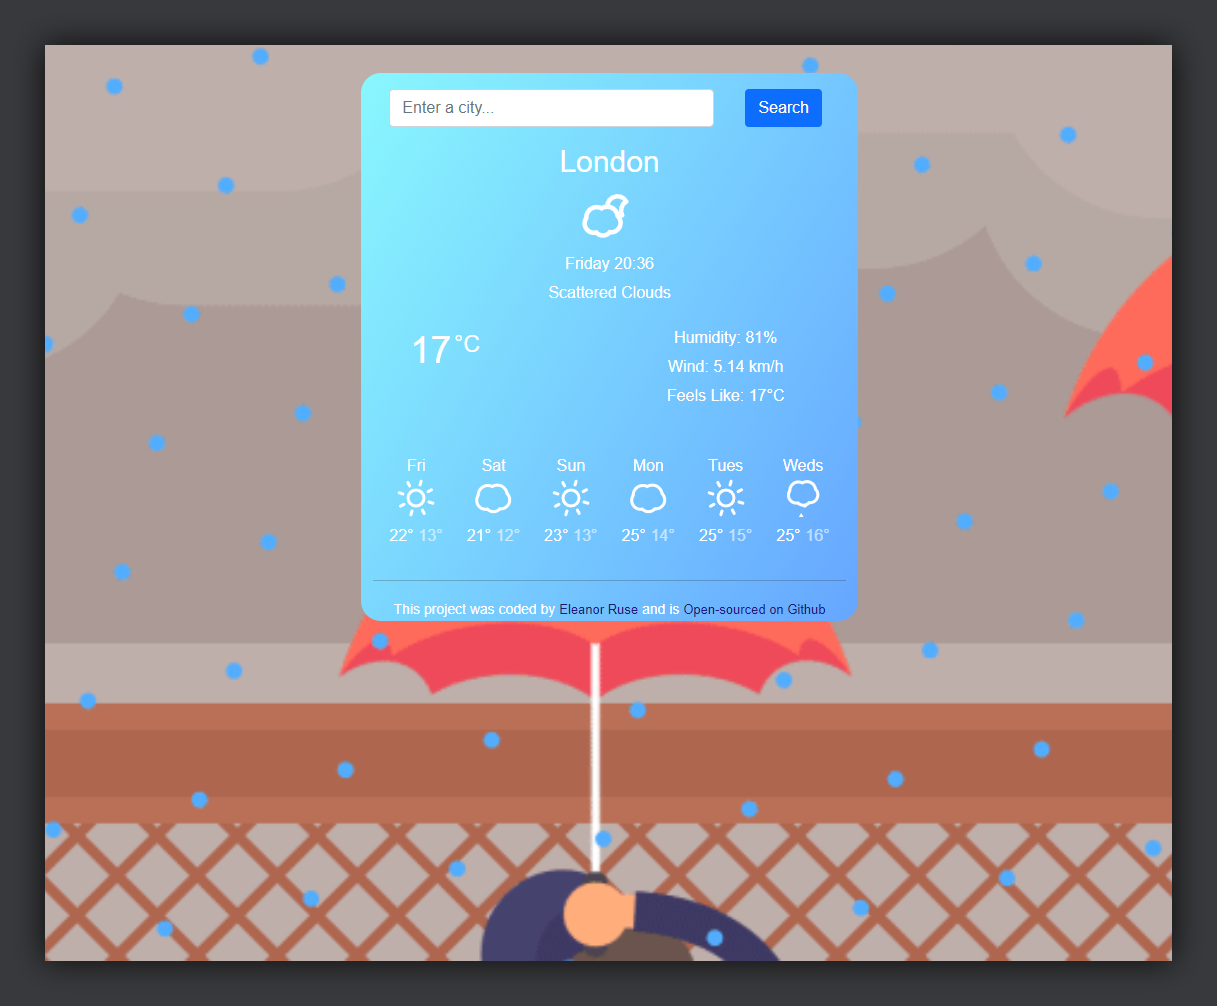 Enter a city... Search
London
Friday 20:36
Scattered Clouds
17 °C
Humidity: 81%
Wind: 5.14 km/h
Feels Like: 17°C
Fri Sat Sun Mon Tues Weds
22° 13° 21° 12° 23° 13° 25° 14° 25° 15° 25° 16°
This project was coded by Eleanor Ruse and is Open-sourced on Github